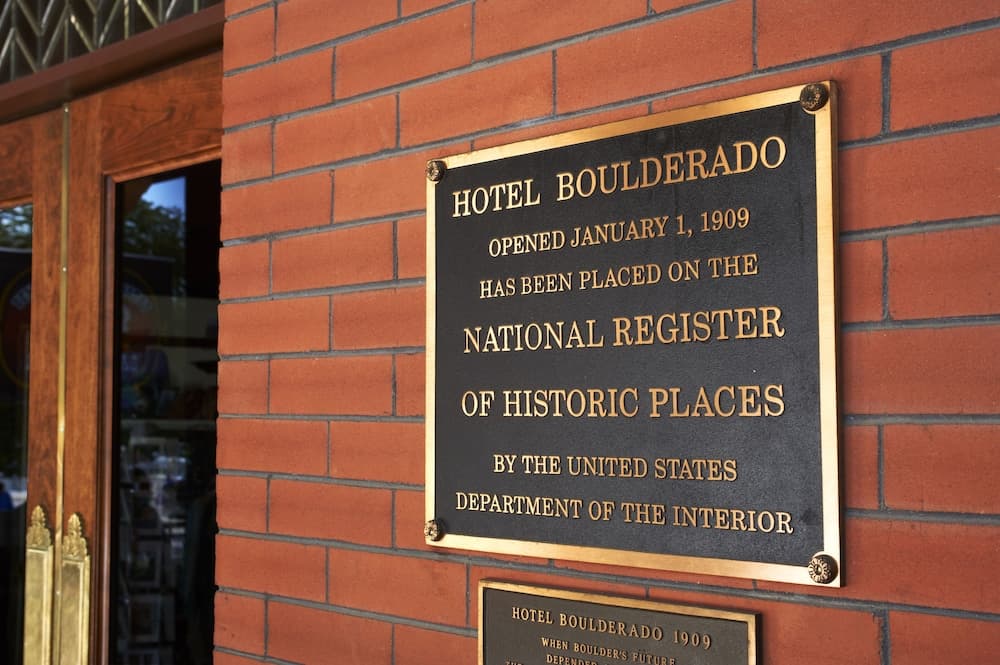 HOTEL BOULDERADO
OPENED JANUARY 1, 1909
HAS BEEN PLACED ON THE
NATIONAL REGISTER
OF HISTORIC PLACES
BY THE UNITED STATES
DEPARTMENT OF THE INTERIOR
HOTEL BOULDERADO 1909
WHEN BOULDER'S FUTURE
DEPENDED